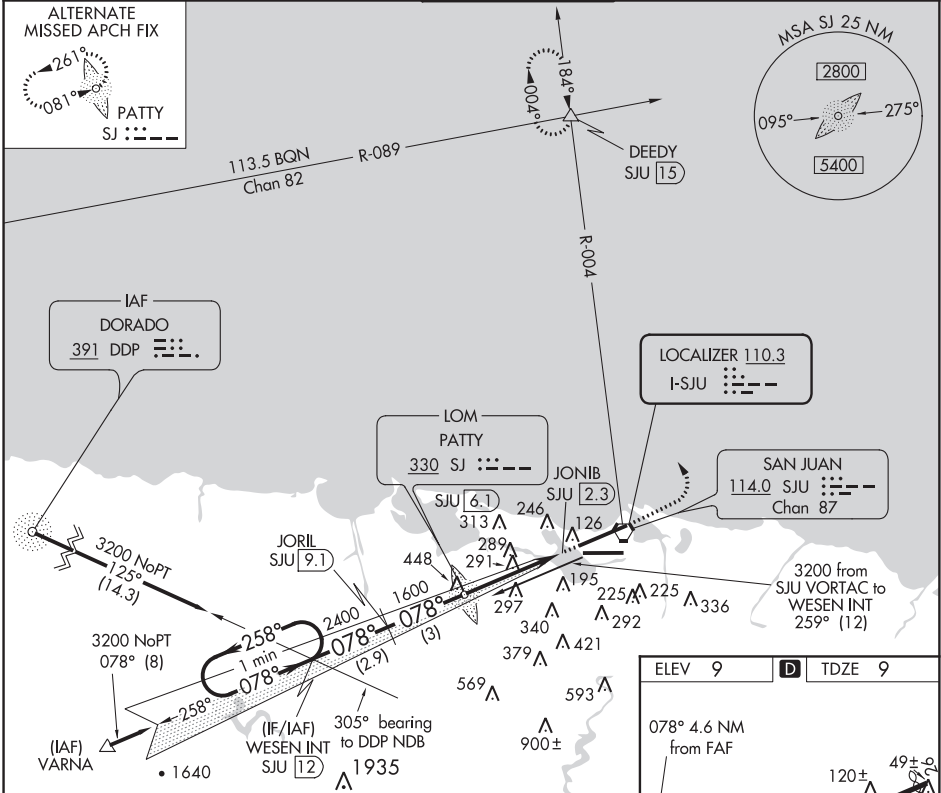 ALTERNATE
MISSED APCH FIX
261°
081°
PATTY
SJ
113.5 BQN
Chan 82
R-089
184°
004°
DEEDY
SJU 15
R-004
MSA SJ 25 NM
2800
095°
275°
5400
IAF
DORADO
391 DDP
LOCALIZER 110.3
I-SJU
LOM
PATTY
330 SJ
SJU 6.1
JONIB
SJU 2.3
SAN JUAN
114.0 SJU
Chan 87
313
246
126
289
291
448
297
195
225
225
336
340
292
421
379
569
593
900±
3200 NoPT
125°
(14.3)
JORIL
SJU 9.1
1600
2400
078°
078°
(3)
(2.9)
258°
1 min
078°
258°
3200 NoPT
078° (8)
(IAF)
VARNA
(IF/IAF)
WESEN INT
SJU 12
305° bearing
to DDP NDB
1640
1935
3200 from
SJU VORTAC to
WESEN INT
259° (12)
ELEV 9
D
TDZE 9
078° 4.6 NM
from FAF
120±
49±
26